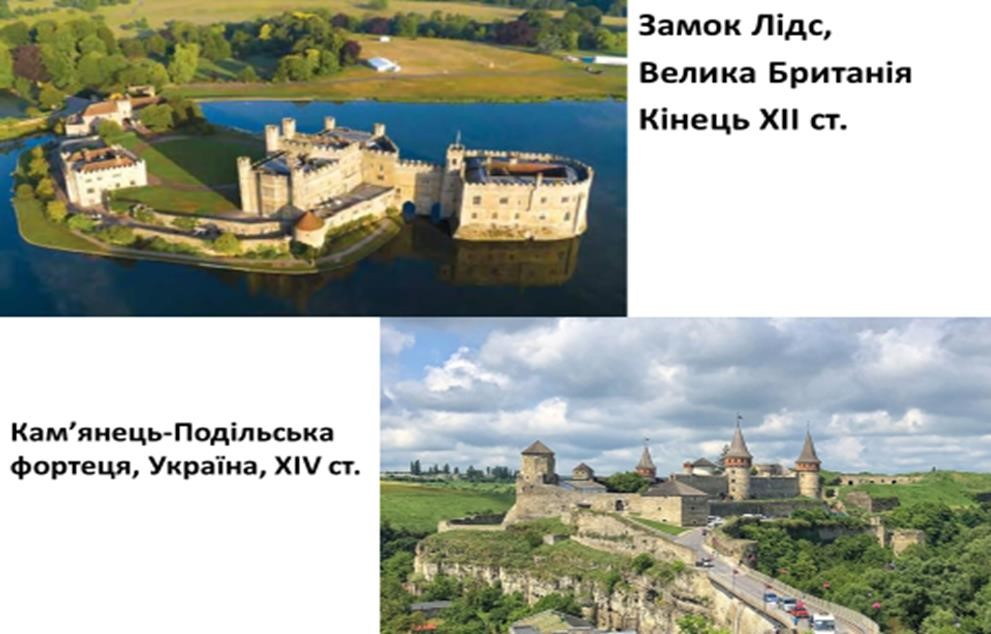 Замок Лідс,
Велика Британія
Кінець XII ст.
Кам’янець-Подільська
фортеця, Україна, XIV ст.